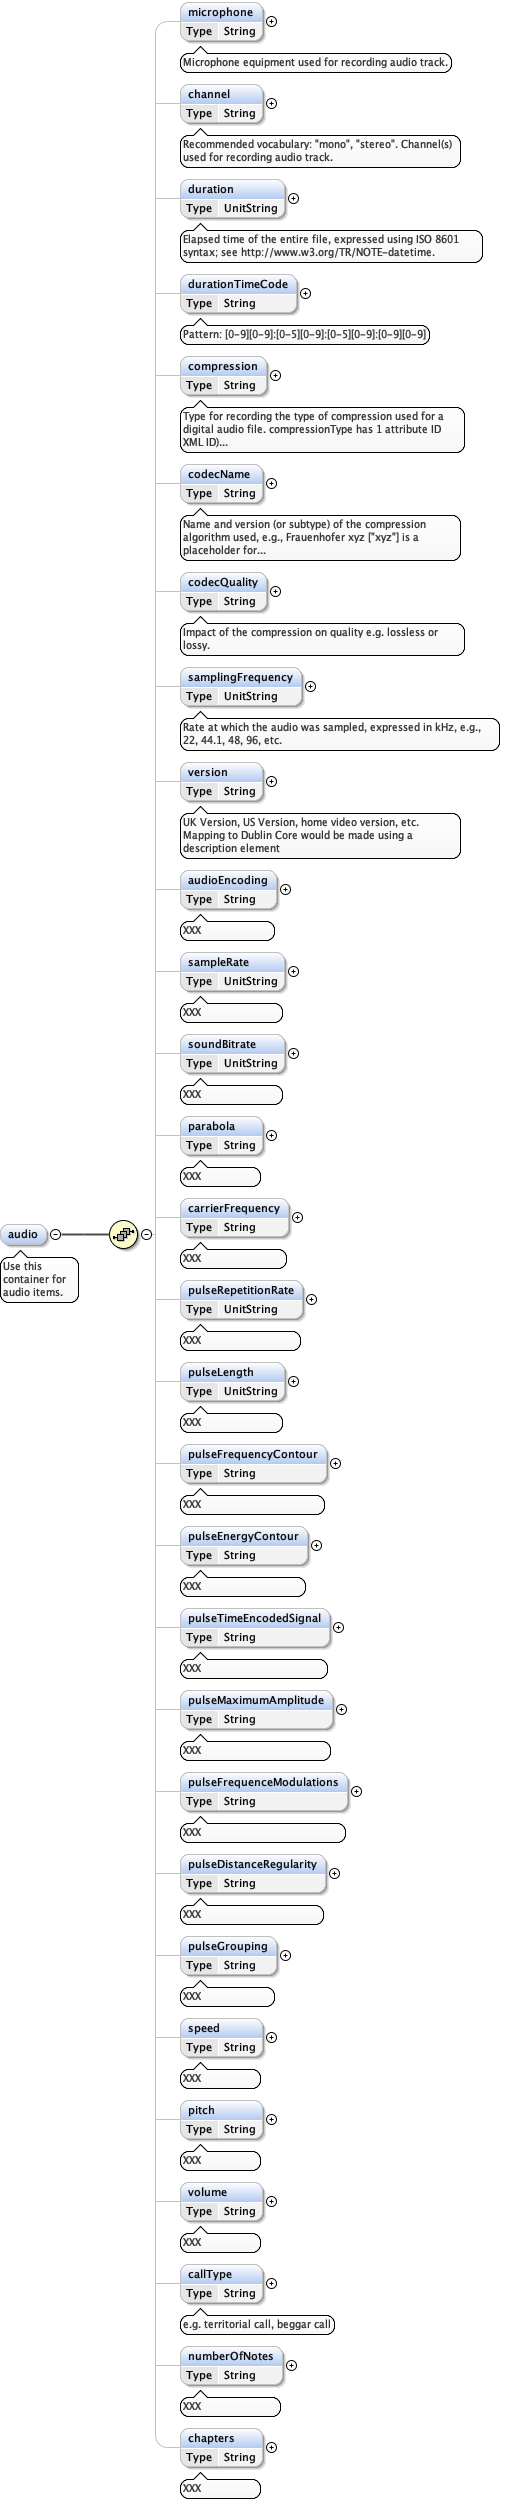 microphone
Type String
Microphone equipment used for recording audio track.
channel
Type String
Recommended vocabulary: "mono", "stereo". Channel(s)
used for recording audio track.
duration
Type UnitString
Elapsed time of the entire file, expressed using ISO 8601
syntax; see http://www.w3.org/TR/NOTE-datetime.
durationTimeCode
Type String
Pattern: [0-9][0-9]:[0-5][0-9]:[0-5][0-9]:[0-9][0-9]
compression
Type String
Type for recording the type of compression used for a
digital audio file. compressionType has 1 attribute ID
XML ID)...
codecName
Type String
Name and version (or subtype) of the compression
algorithm used, e.g., Frauenhofer xyz ["xyz"] is a
placeholder for...
codecQuality
Type String
Impact of the compression on quality e.g. lossless or
lossy.
samplingFrequency
Type UnitString
Rate at which the audio was sampled, expressed in kHz, e.g.,
22, 44.1, 48, 96, etc.
version
Type String
UK Version, US Version, home video version, etc.
Mapping to Dublin Core would be made using a
description element
audioEncoding
Type String
XXX
sampleRate
Type UnitString
XXX
soundBitrate
Type UnitString
XXX
parabola
Type String
XXX
carrierFrequency
Type String
XXX
audio
Use this
container for
audio items.
pulseRepetitionRate
Type UnitString
XXX
pulseLength
Type UnitString
XXX
pulseFrequencyContour
Type String
XXX
pulseEnergyContour
Type String
XXX
pulseTimeEncodedSignal
Type String
XXX
pulseMaximumAmplitude
Type String
XXX
pulseFrequenceModulations
Type String
XXX
pulseDistanceRegularity
Type String
XXX
pulseGrouping
Type String
XXX
speed
Type String
XXX
pitch
Type String
XXX
volume
Type String
XXX
callType
Type String
e.g. territorial call, beggar call
numberOfNotes
Type String
XXX
chapters
Type String
XXX